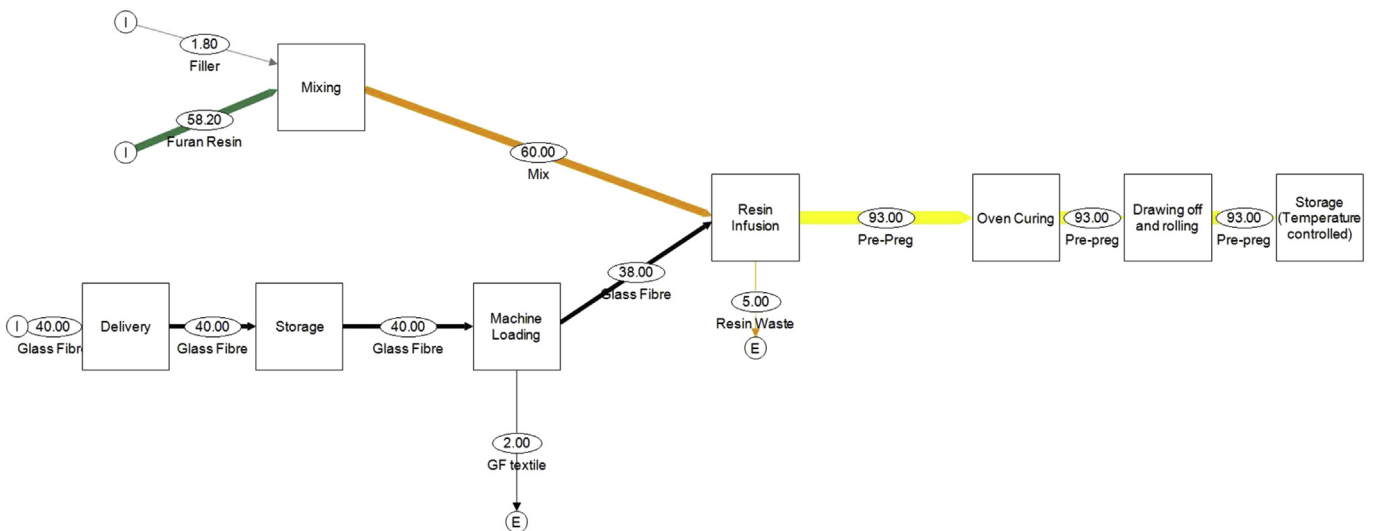 I
1.80
Filler
Mixing
58.20
I
Furan Resin
60.00
Mix
Resin
Infusion
93.00
Pre-Preg
Oven Curing
93.00
Pre-preg
Drawing off
and rolling
93.00
Pre-preg
Storage
(Temperature
controlled)
38.00
Glass Fibre
5.00
Resin Waste
E
I
40.00
Glass Fibre
Delivery
40.00
Glass Fibre
Storage
40.00
Glass Fibre
Machine
Loading
2.00
GF textile
E